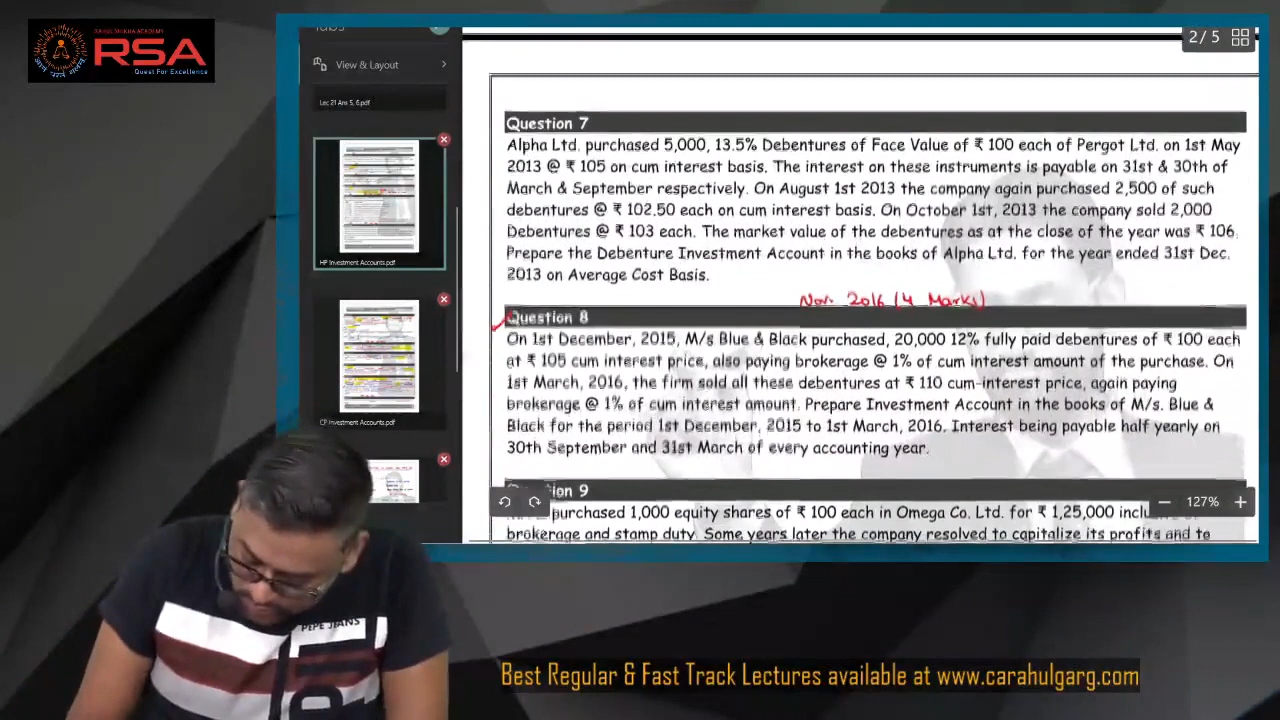 RAHUL MALKAN ACADEMY
RSA
Quest For Excellence
Tabs
View & Layout
Lec 21 Ans 5, 6.pdf
HP Investment Accounts.pdf
CP Investment Accounts.pdf
2 / 5
Question 7
Alpha Ltd. purchased 5,000, 13.5% Debentures of Face Value of ₹ 100 each of Pergot Ltd. on 1st May
2013 @ ₹ 105 on cum interest basis. The interest on these instruments is payable on 31st & 30th of
March & September respectively. On August 1st 2013 the company again purchased 2,500 of such
debentures @ ₹ 102.50 each on cum interest basis. On October 1st, 2013 the company sold 2,000
Debentures @ ₹ 103 each. The market value of the debentures as at the close of the year was ₹ 106.
Prepare the Debenture Investment Account in the books of Alpha Ltd. for the year ended 31st Dec.
2013 on Average Cost Basis.
Nov. 2016 (4 Marks)
Question 8
On 1st December, 2015, M/s Blue & Black purchased, 20,000 12% fully paid debentures of ₹ 100 each
at ₹ 105 cum interest price, also paying brokerage @ 1% of cum interest amount of the purchase. On
1st March, 2016, the firm sold all these debentures at ₹ 110 cum-interest price, again paying
brokerage @ 1% of cum interest amount. Prepare Investment Account in the books of M/s. Blue &
Black for the period 1st December, 2015 to 1st March, 2016. Interest being payable half yearly on
30th September and 31st March of every accounting year.
ion 9
purchased 1,000 equity shares of ₹ 100 each in Omega Co. Ltd. for ₹ 1,25,000
brokerage and stamp duty. Some years later the company resolved to capitalize its profits and to
127%
PEPE JEANS
Best Regular & Fast Track Lectures available at www.carahulgarg.com